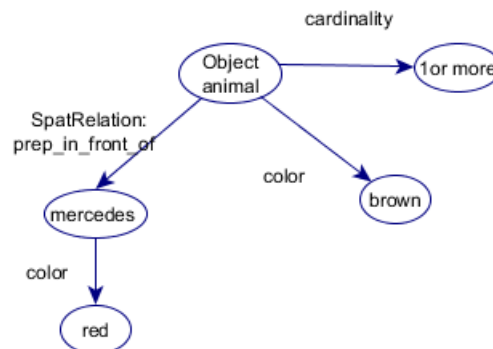 cardinality
Object
animal
1or more
SpatRelation:
prep_in_front_of
color
brown
mercedes
color
red